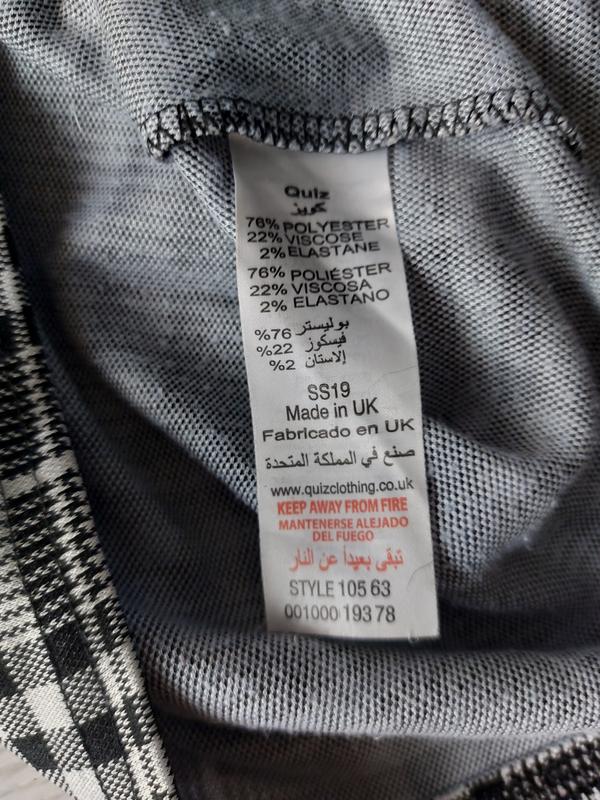 Quiz
كويز
76% POLYESTER
22% VISCOSE
2% ELASTANE
76% POLIÉSTER
22% VISCOSA
2% ELASTANO
بوليستر 76%
فيسكوز 22%
إلاستان 2%
SS19
Made in UK
Fabricado en UK
صنع في المملكة المتحدة
www.quizclothing.co.uk
KEEP AWAY FROM FIRE
MANTENERSE ALEJADO
DEL FUEGO
تبقى بعيداً عن النار
STYLE 105 63
001000 193 78